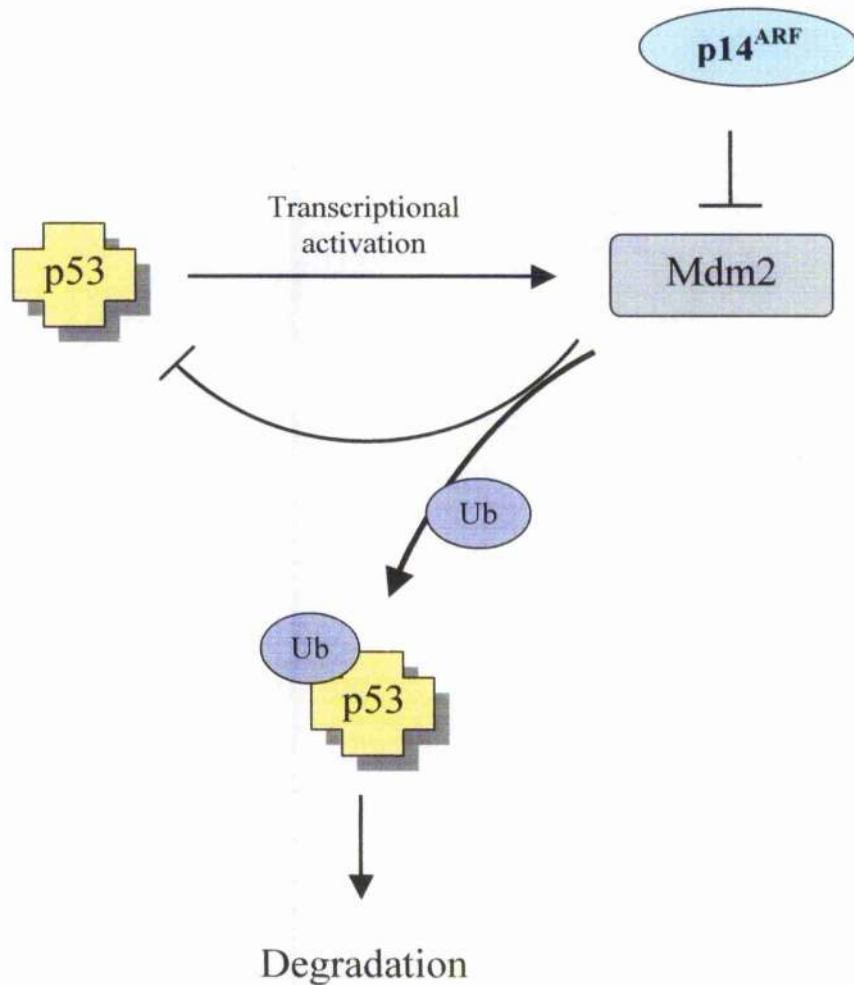 p14ARF
Transcriptional
activation
p53
Mdm2
Ub
Ub
p53
Degradation